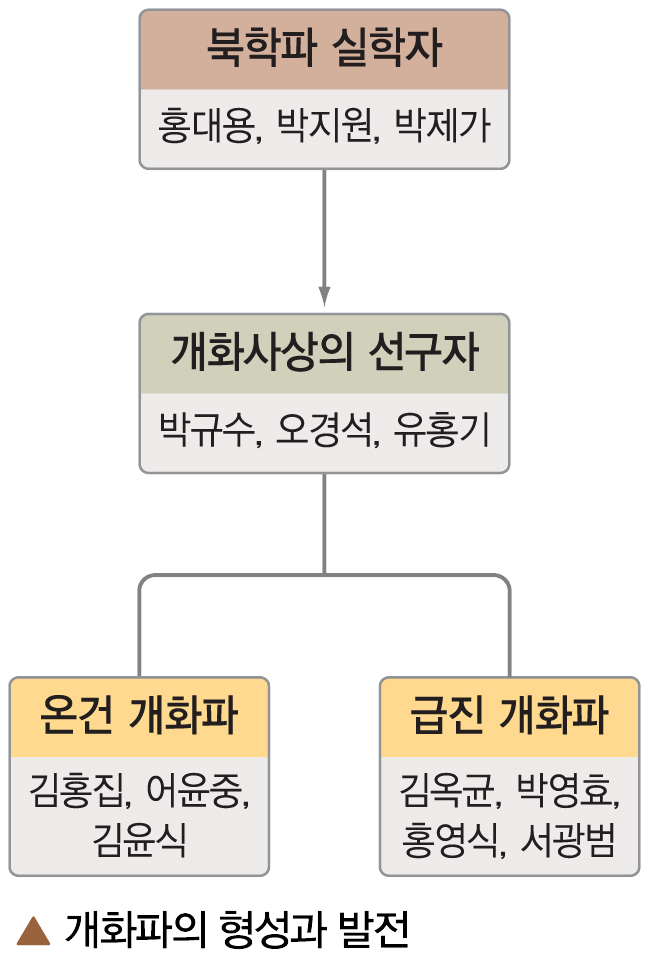 북학파 실학자
홍대용, 박지원, 박제가
개화사상의 선구자
박규수, 오경석, 유홍기
온건 개화파
김홍집, 어윤중,
김윤식
급진 개화파
김옥균, 박영효,
홍영식, 서광범
▲ 개화파의 형성과 발전